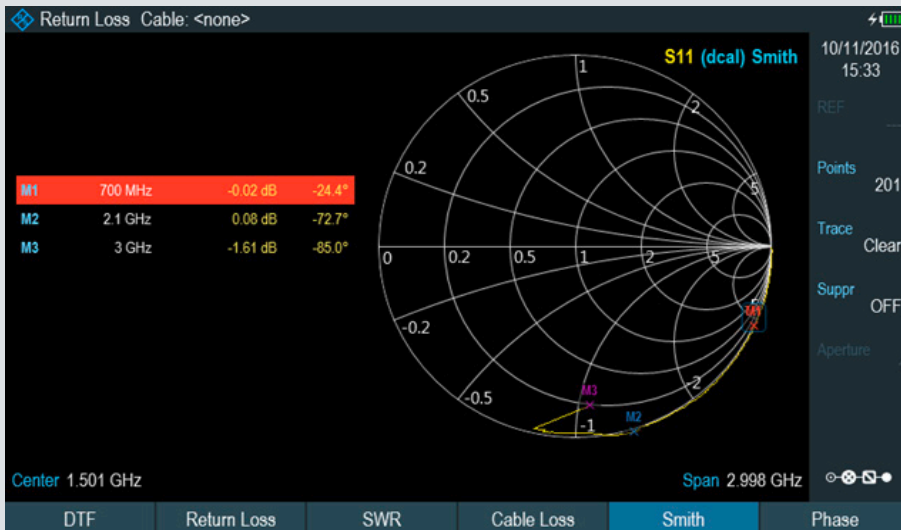 Return Loss Cable: <none>
10/11/2016
15:33
S11 (dcal) Smith
REF
Points
201
Trace
Clear
Suppr
OFF
Aperture
M1 700 MHz -0.02 dB -24.4°
M2 2.1 GHz 0.08 dB -72.7°
M3 3 GHz -1.61 dB -85.0°
1
0.5
2
0.2
5
0 0.2 0.5 1 2 5
-0.2
M1
-0.5
-2
M3
M2
-1
Center 1.501 GHz
Span 2.998 GHz
DTF Return Loss SWR Cable Loss Smith Phase